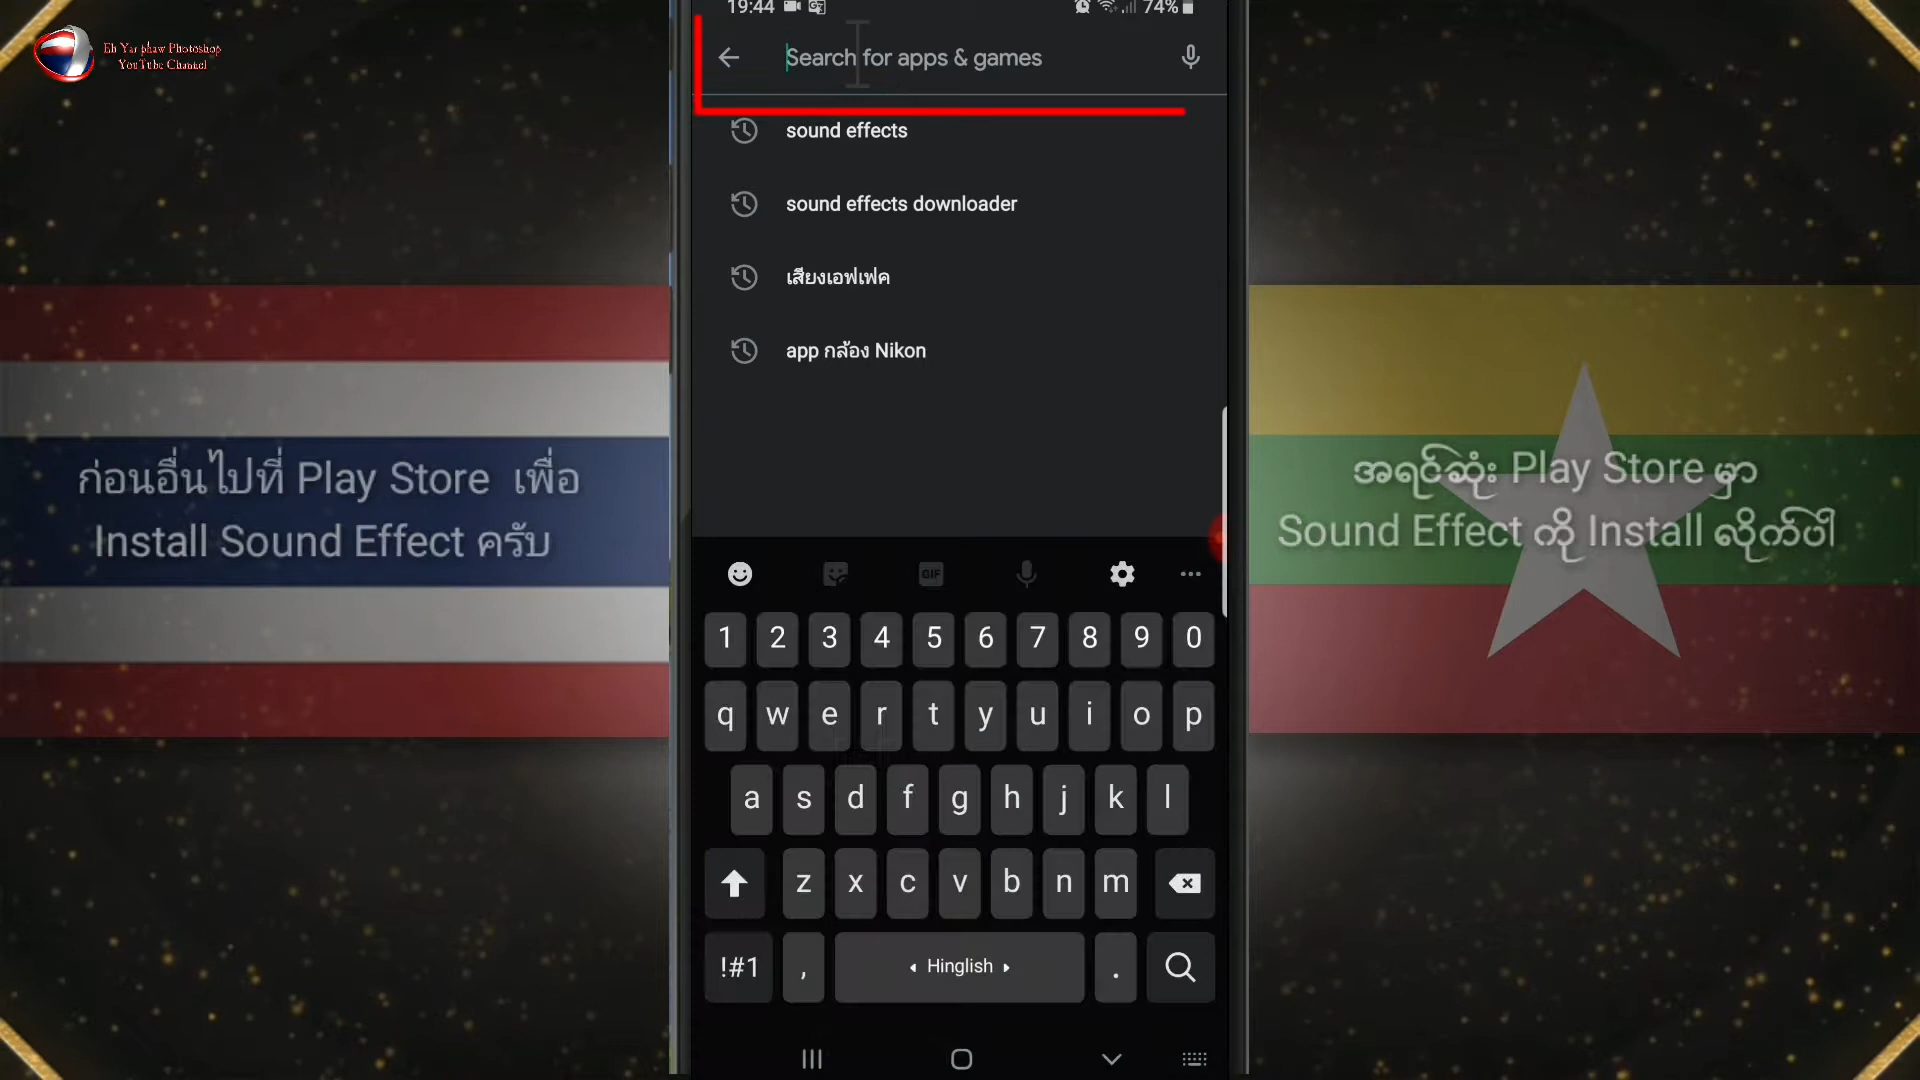 Eh Yar phaw Photoshop
YouTube Channel
19:44
74%
Search for apps & games
sound effects
sound effects downloader
เสียงเอฟเฟค
app กล้อง Nikon
ก่อนอื่นไปที่ Play Store เพื่อ
Install Sound Effect ครับ
အရင်ဆုံး Play Store မှာ
Sound Effect ကို Install လိုက်ပါ
GIF
1 2 3 4 5 6 7 8 9 0
q w e r t y u i o p
a s d f g h j k l
z x c v b n m
!#1 , Hinglish .